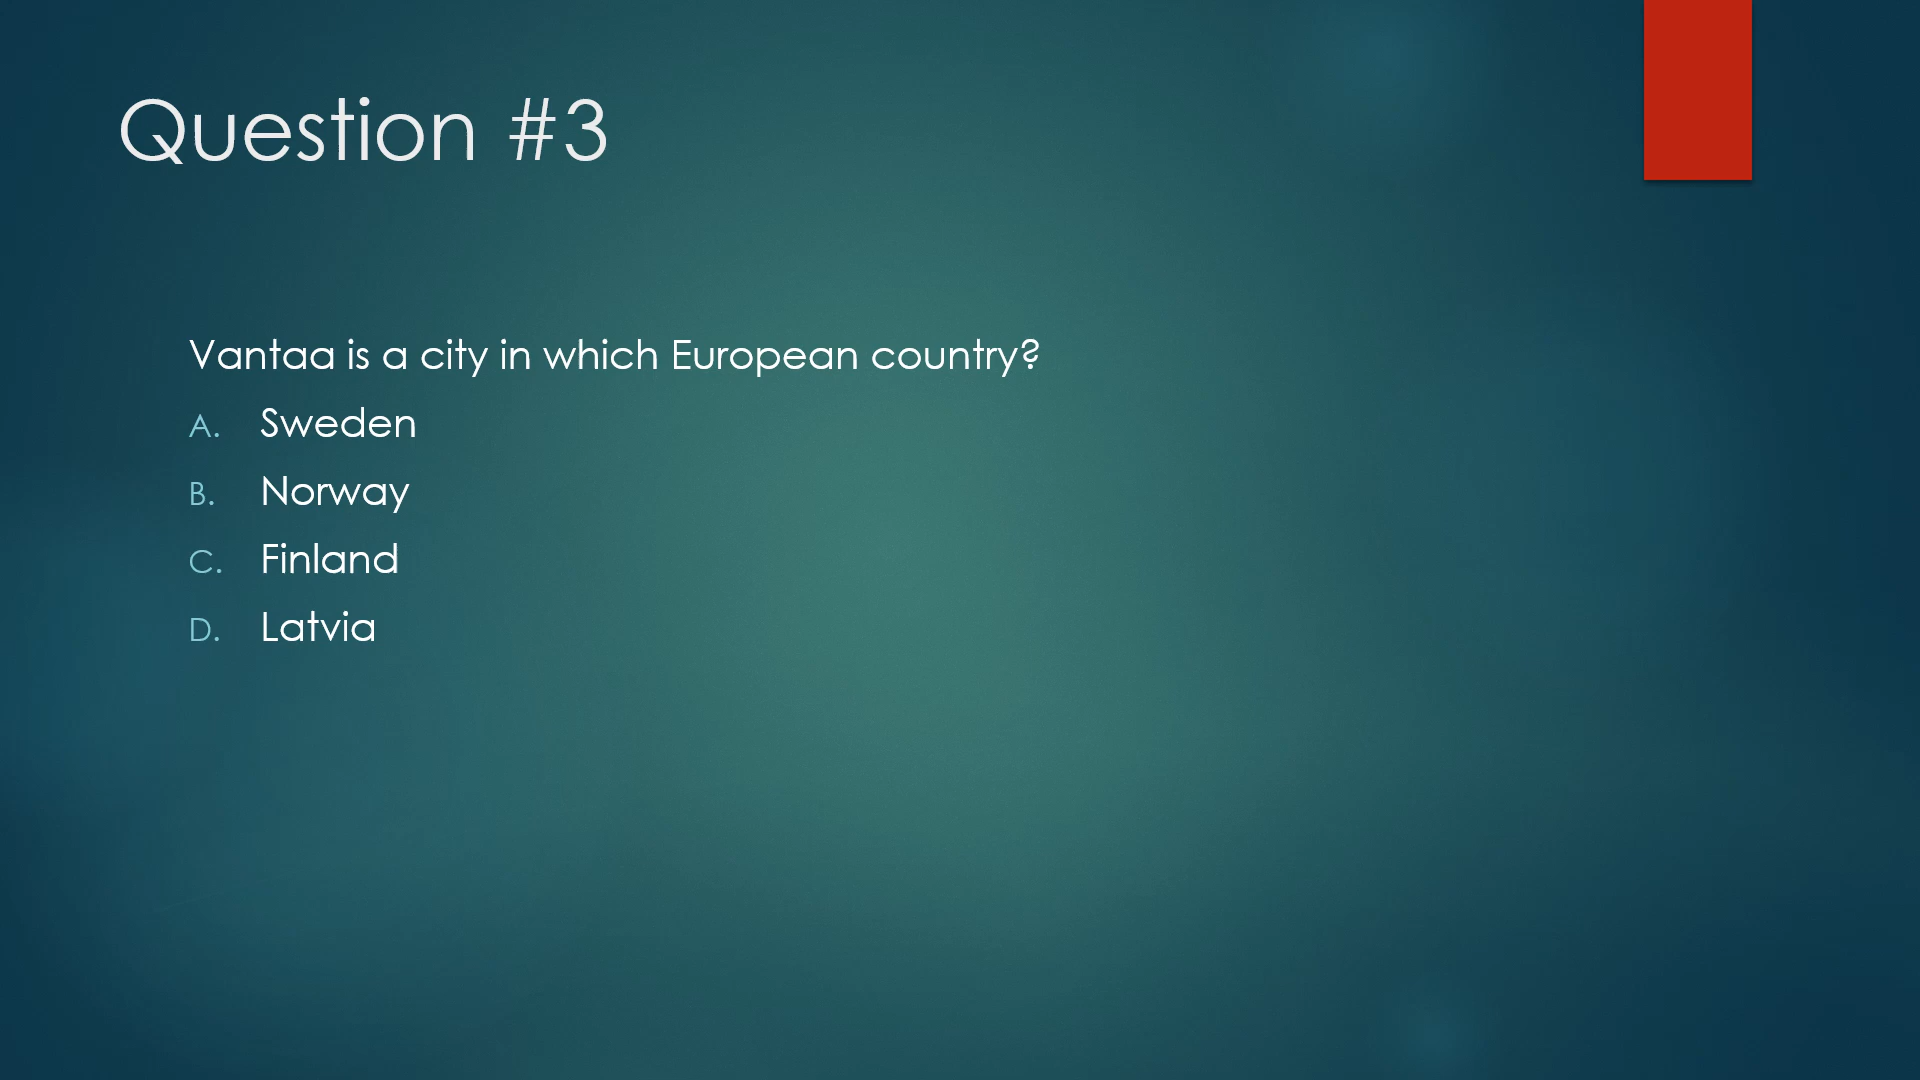 Question #3
Vantaa is a city in which European country?
A. Sweden
B. Norway
C. Finland
D. Latvia